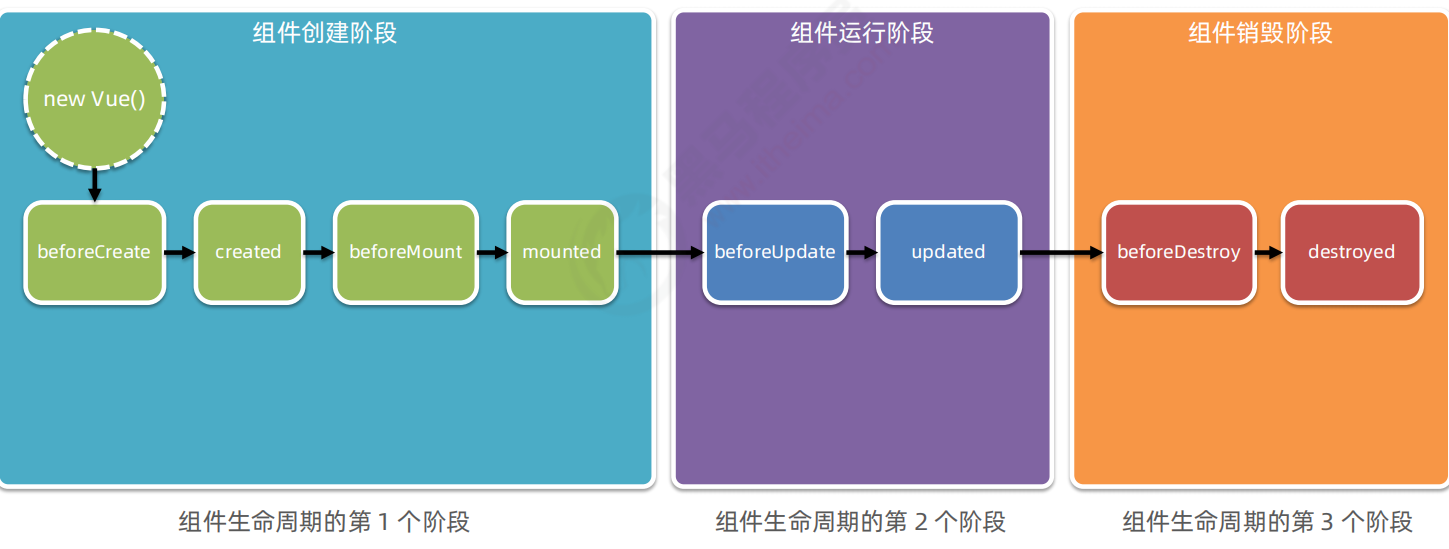 组件创建阶段
new Vue()
beforeCreate
created
beforeMount
mounted
组件生命周期的第 1 个阶段
组件运行阶段
beforeUpdate
updated
组件生命周期的第 2 个阶段
组件销毁阶段
beforeDestroy
destroyed
组件生命周期的第 3 个阶段